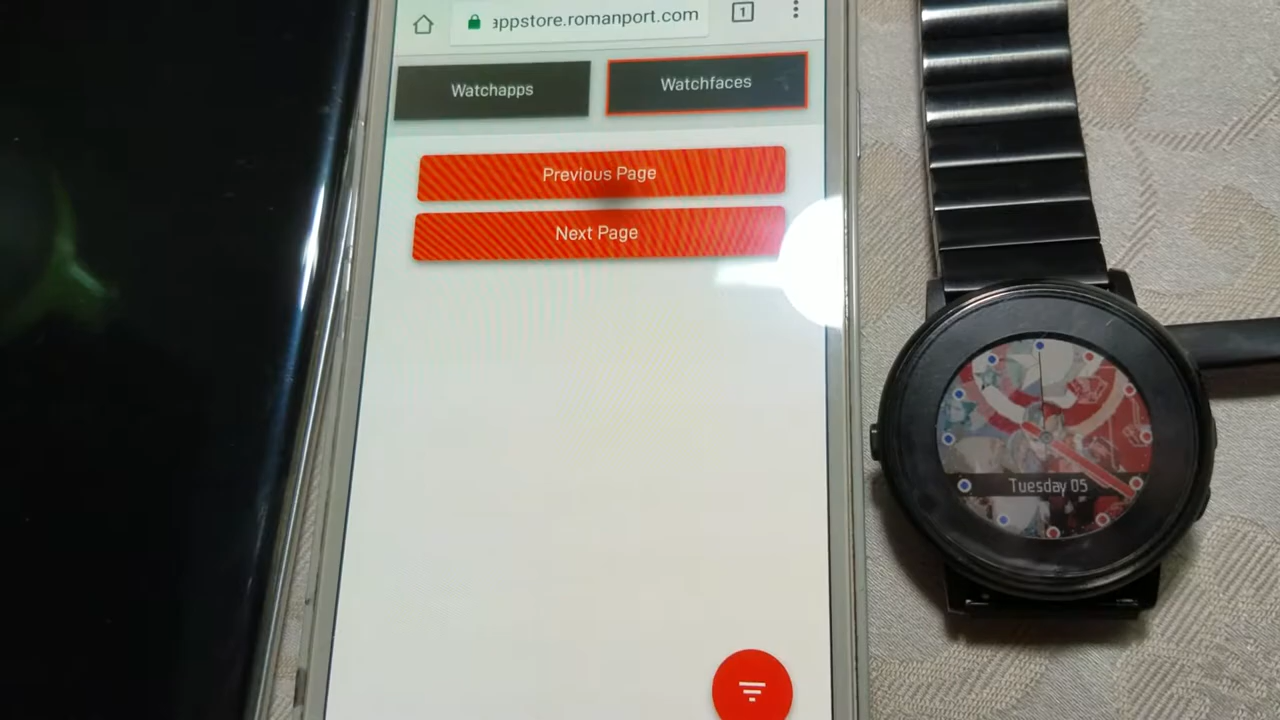 appstore.romanport.com
1
Watchapps
Watchfaces
Previous Page
Next Page
Tuesday 05